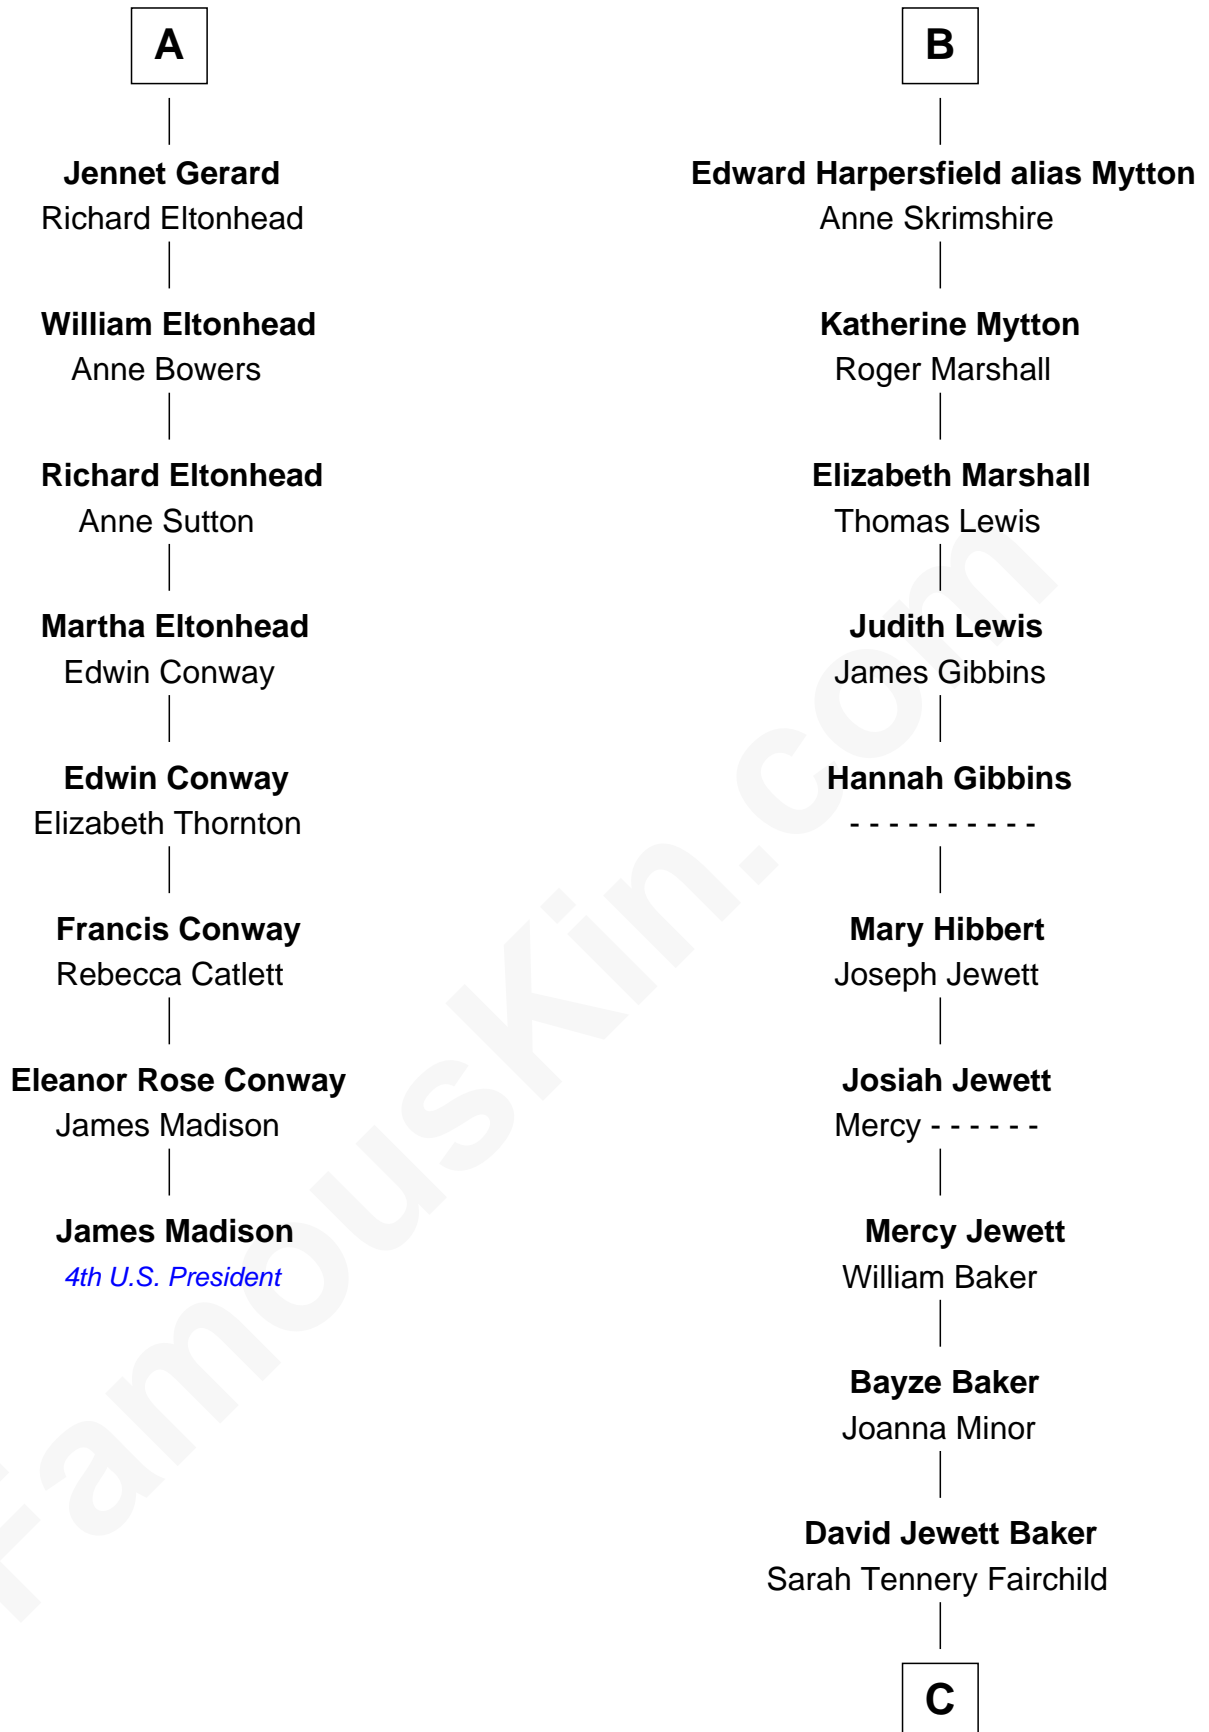 A
Jennet Gerard
Richard Eltonhead
William Eltonhead
Anne Bowers
Richard Eltonhead
Anne Sutton
Martha Eltonhead
Edwin Conway
Edwin Conway
Elizabeth Thornton
Francis Conway
Rebecca Catlett
Eleanor Rose Conway
James Madison
James Madison
4th U.S. President
B
Edward Harpersfield alias Mytton
Anne Skrimshire
Katherine Mytton
Roger Marshall
Elizabeth Marshall
Thomas Lewis
Judith Lewis
James Gibbins
Hannah Gibbins
- - - - - - - - - -
Mary Hibbert
Joseph Jewett
Josiah Jewett
Mercy - - - - - -
Mercy Jewett
William Baker
Bayze Baker
Joanna Minor
David Jewett Baker
Sarah Tennery Fairchild
C
FamousKin.com